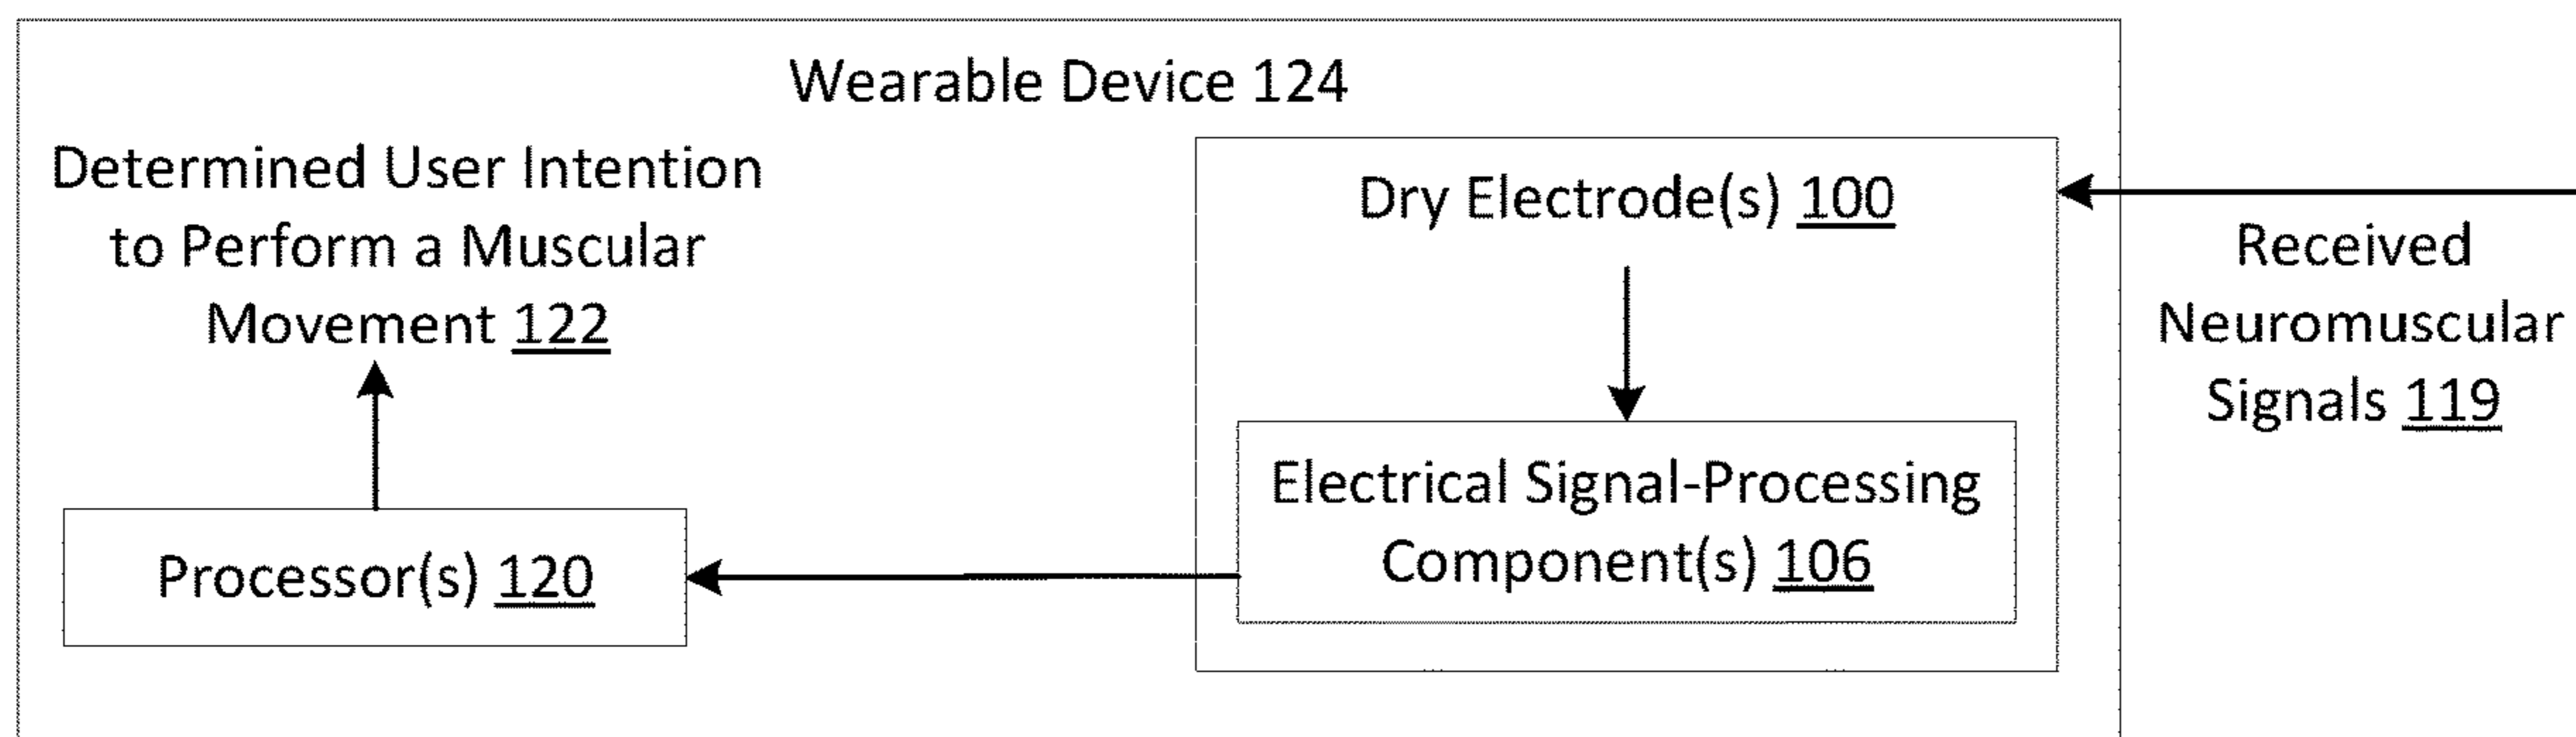 Wearable Device 124
Determined User Intention
to Perform a Muscular
Movement 122
Processor(s) 120
Dry Electrode(s) 100
Electrical Signal-Processing
Component(s) 106
Received
Neuromuscular
Signals 119